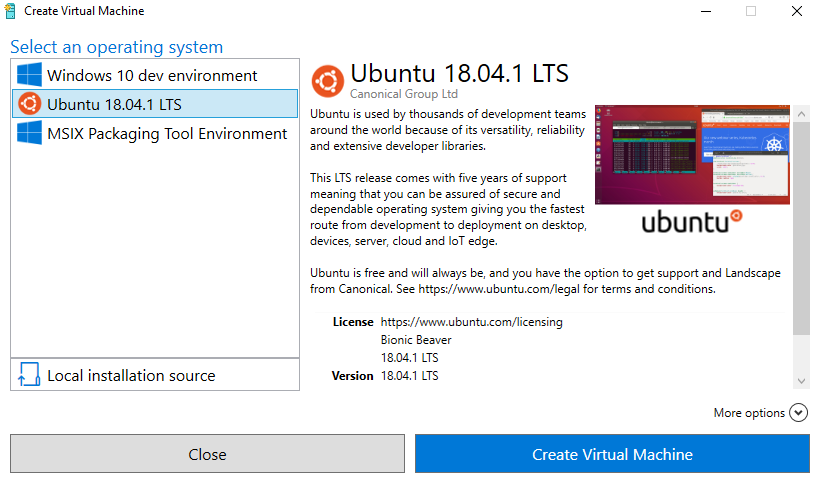 Create Virtual Machine
Select an operating system
Windows 10 dev environment
Ubuntu 18.04.1 LTS
MSIX Packaging Tool Environment
Local installation source
Ubuntu 18.04.1 LTS
Canonical Group Ltd
Ubuntu is used by thousands of development teams
around the world because of its versatility, reliability
and extensive developer libraries.
This LTS release comes with five years of support
meaning that you can be assured of secure and
dependable operating system giving you the fastest
route from development to deployment on desktop,
devices, server, cloud and IoT edge.
ubuntu
Ubuntu is free and will always be, and you have the option to get support and Landscape
from Canonical. See https://www.ubuntu.com/legal for terms and conditions.
License https://www.ubuntu.com/licensing
Bionic Beaver
18.04.1 LTS
Version 18.04.1 LTS
More options
Close
Create Virtual Machine